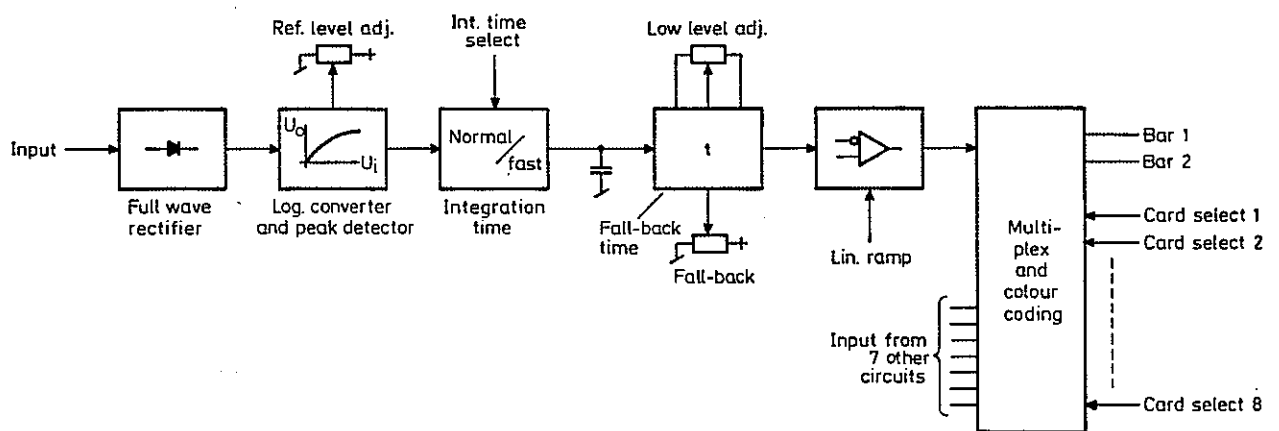 Ref. level adj.
Int. time
select
Low level adj.
Input
U₀
Uᵢ
Normal
fast
t
Bar 1
Bar 2
Full wave
rectifier
Log. converter
and peak detector
Integration
time
Fall-back
time
Fall-back
Lin. ramp
Multi-
plex
and
colour
coding
Card select 1
Card select 2
Input from
7 other
circuits
Card select 8